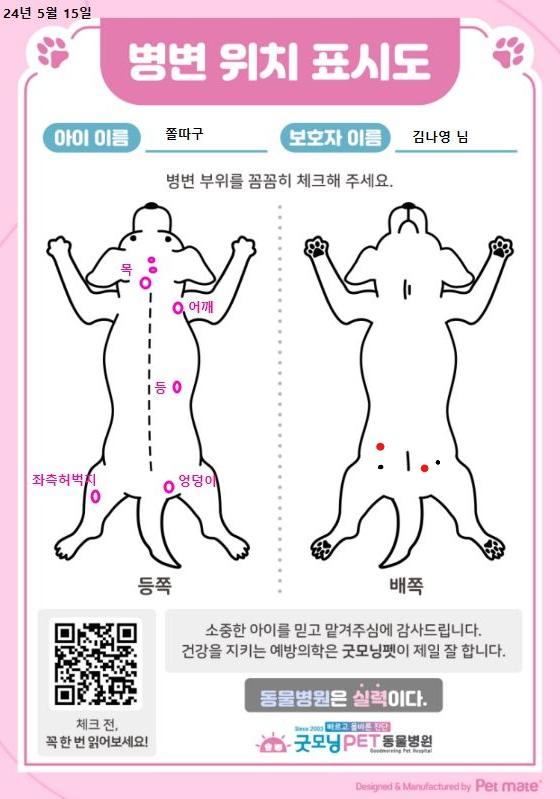 24년 5월 15일
병변 위치 표시도
아이 이름 쫄따구 보호자 이름 김나영 님
병변 부위를 꼼꼼히 체크해 주세요.
목
어깨
등
좌측허벅지
엉덩이
등쪽 배쪽
소중한 아이를 믿고 맡겨주심에 감사드립니다.
건강을 지키는 예방의학은 굿모닝펫이 제일 잘 합니다.
동물병원은 실력이다.
체크 전,
꼭 한 번 읽어보세요!
Since 2003 빠르고 올바른 진단
굿모닝PET동물병원
Goodmorning Pet Hospital
Designed & Manufactured by Pet mate